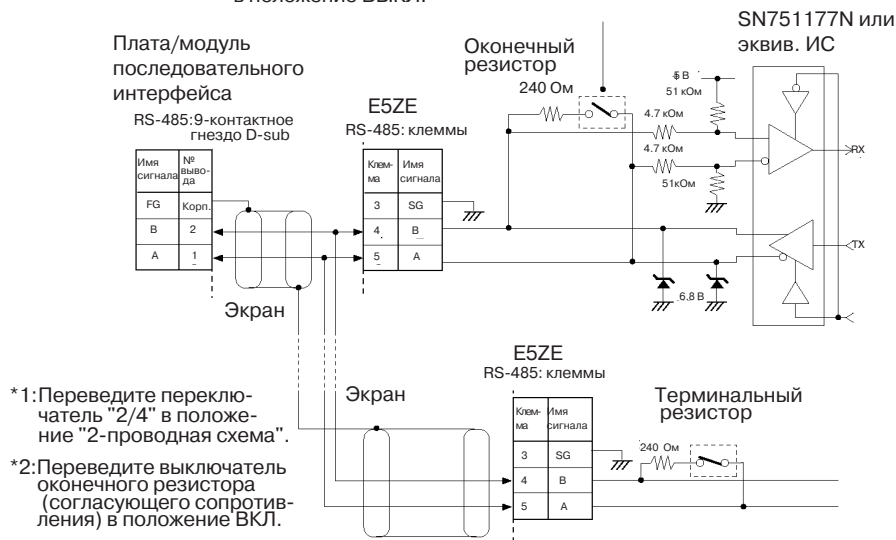 в положение ВЫКЛ.
SN751177N или
эквив. ИС
Плата/модуль
последовательного
интерфейса
RS-485:9-контактное
гнездо D-sub
E5ZE
RS-485: клеммы
Оконечный
резистор
240 Ом
5 В
51 кОм
4.7 кОм
4.7 кОм
51кОм
RX
TX
6.8 В
Имя
сигнала
№
выво-
да
FG
Корп.
B
2
A
1
Клем-
ма
Имя
сигнала
3
SG
4
B
5
A
Экран
*1:Переведите переклю-
чатель "2/4" в положе-
ние "2-проводная схема".
*2:Переведите выключатель
оконечного резистора
(согласующего сопротив-
ления) в положение ВКЛ.
Экран
E5ZE
RS-485: клеммы
Клем-
ма
Имя
сигнала
3
SG
4
B
5
A
Терминальный
резистор
240 Ом